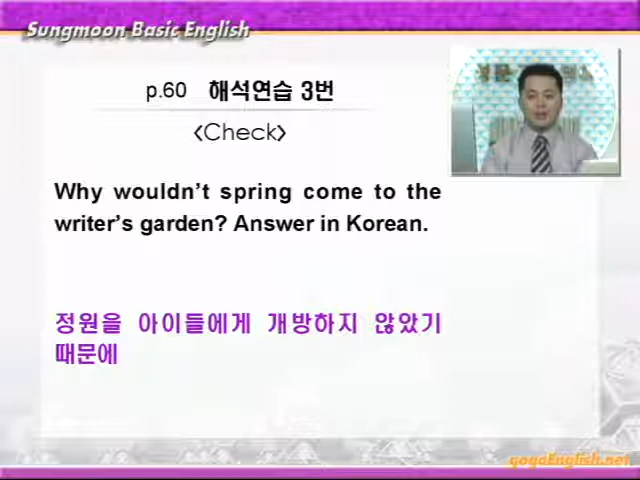 Sungmoon Basic English
p.60 해석연습 3번
<Check>
Why wouldn't spring come to the
writer's garden? Answer in Korean.
정원을 아이들에게 개방하지 않았기
때문에
gogoEnglish.net